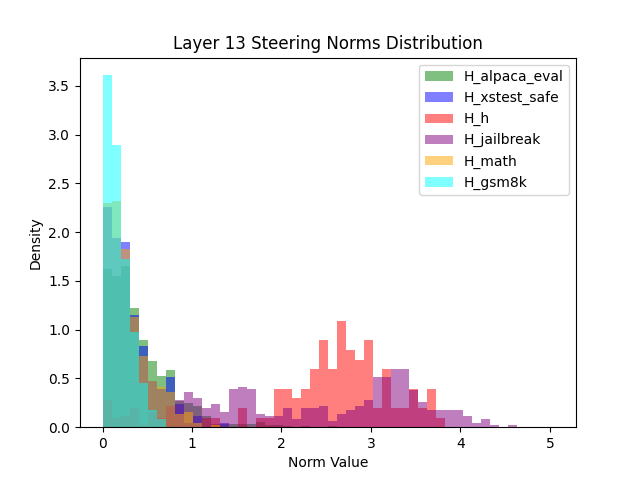 Layer 13 Steering Norms Distribution
H_alpaca_eval
H_xstest_safe
H_h
H_jailbreak
H_math
H_gsm8k
Density
3.5
3.0
2.5
2.0
1.5
1.0
0.5
0.0
0 1 2 3 4 5
Norm Value